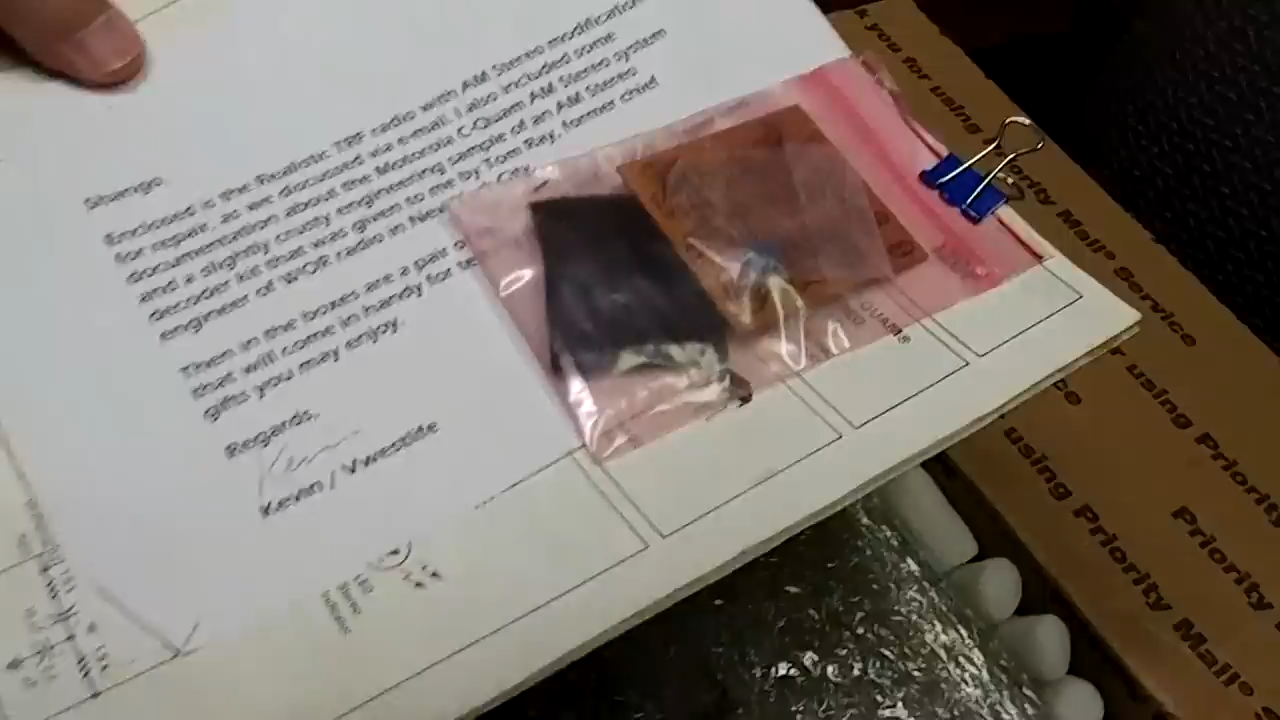 Shango,
Enclosed is the Realistic TRF radio with AM Stereo modification
for repair, as we discussed via e-mail. I also included some
documentation about the Motorola C-Quam AM Stereo system
and a slightly crusty engineering sample of an AM Stereo
decoder kit that was given to me by Tom Ray, former chief
engineer of WOR radio in New City.
Then in the boxes are a pair
that will come in handy for
gifts you may enjoy.
Regards,
Kevin
Kevin / Vwestlife
QUAM®
k you for using Priority Mail® Service
r using Priority
using Priority Mail®
Priority